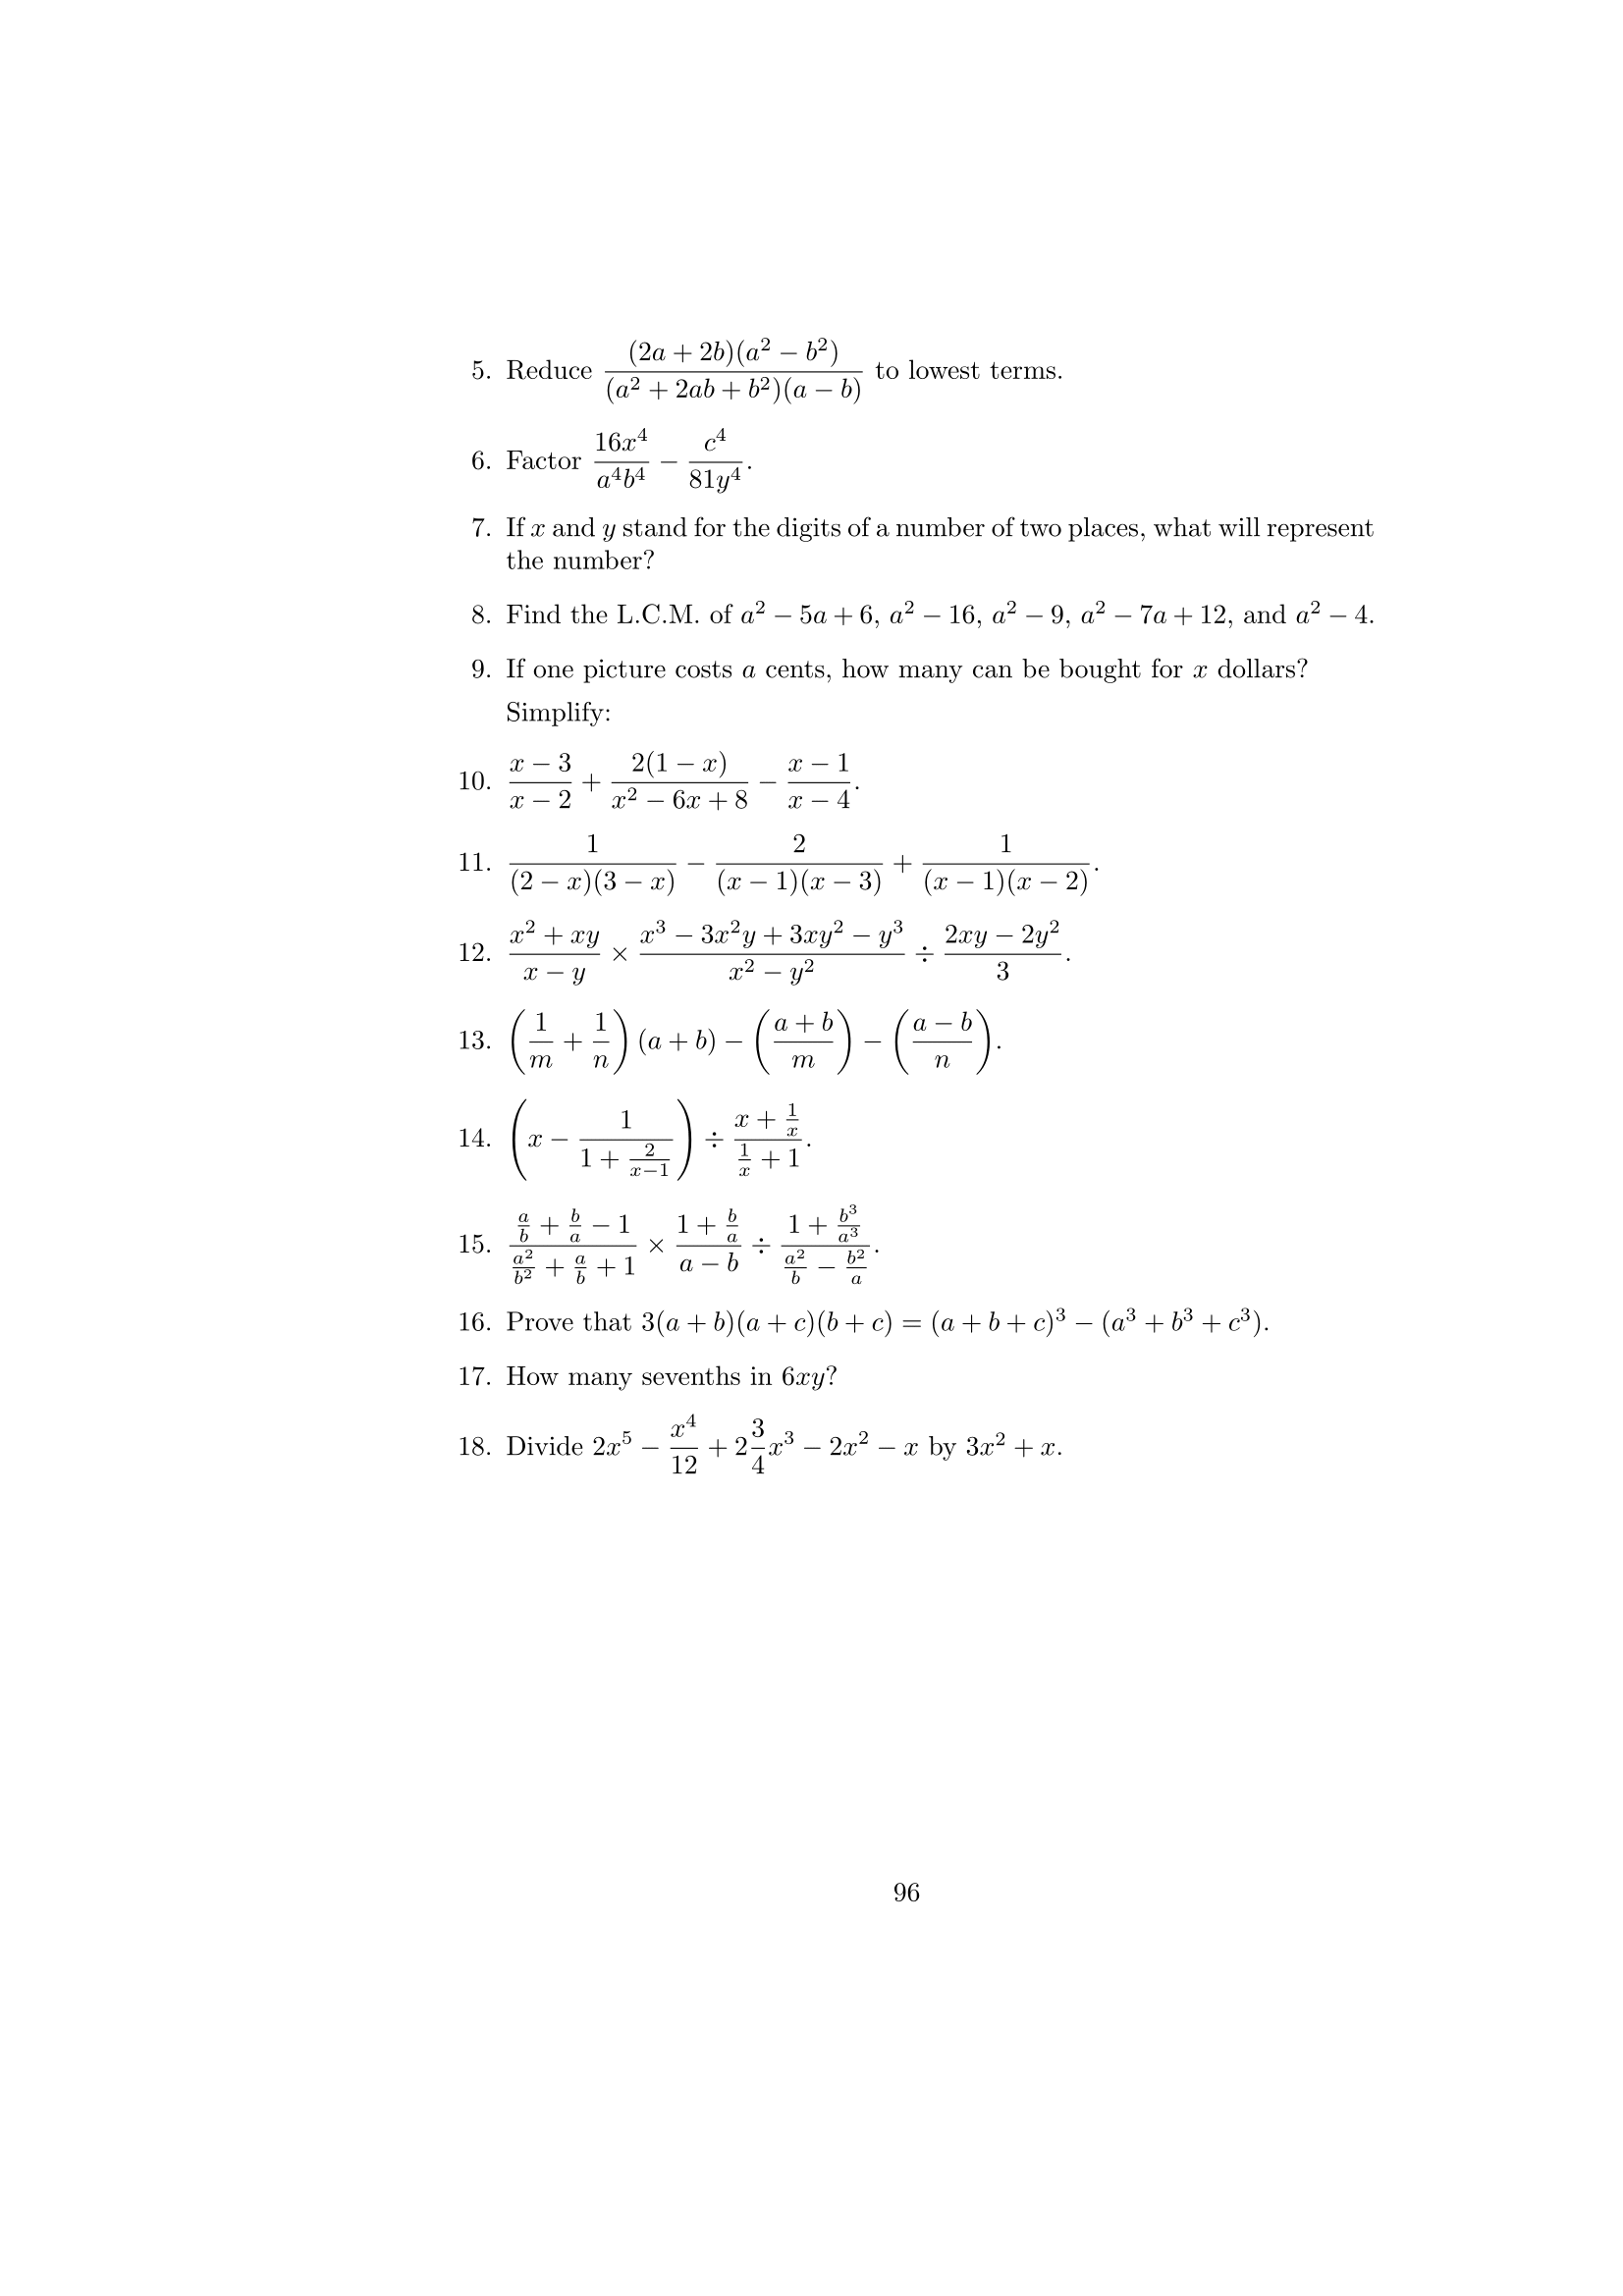 5. Reduce \frac{(2a + 2b)(a^2 − b^2)}{(a^2 + 2ab + b^2)(a − b)} to lowest terms.
6. Factor \frac{16x^4}{a^4b^4} − \frac{c^4}{81y^4}.
7. If x and y stand for the digits of a number of two places, what will represent
the number?
8. Find the L.C.M. of a^2 − 5a + 6, a^2 − 16, a^2 − 9, a^2 − 7a + 12, and a^2 − 4.
9. If one picture costs a cents, how many can be bought for x dollars?
Simplify:
10. \frac{x − 3}{x − 2} + \frac{2(1 − x)}{x^2 − 6x + 8} − \frac{x − 1}{x − 4}.
11. \frac{1}{(2 − x)(3 − x)} − \frac{2}{(x − 1)(x − 3)} + \frac{1}{(x − 1)(x − 2)}.
12. \frac{x^2 + xy}{x − y} × \frac{x^3 − 3x^2y + 3xy^2 − y^3}{x^2 − y^2} ÷ \frac{2xy − 2y^2}{3}.
13. \left(\frac{1}{m} + \frac{1}{n}\right)(a + b) − \left(\frac{a + b}{m}\right) − \left(\frac{a − b}{n}\right).
14. \left(x − \frac{1}{1 + \frac{2}{x−1}}\right) ÷ \frac{x + \frac{1}{x}}{\frac{1}{x} + 1}.
15. \frac{\frac{a}{b} + \frac{b}{a} − 1}{\frac{a^2}{b^2} + \frac{a}{b} + 1} × \frac{1 + \frac{b}{a}}{a − b} ÷ \frac{1 + \frac{b^3}{a^3}}{\frac{a^2}{b} − \frac{b^2}{a}}.
16. Prove that 3(a + b)(a + c)(b + c) = (a + b + c)^3 − (a^3 + b^3 + c^3).
17. How many sevenths in 6xy?
18. Divide 2x^5 − \frac{x^4}{12} + 2\frac{3}{4}x^3 − 2x^2 − x by 3x^2 + x.
96